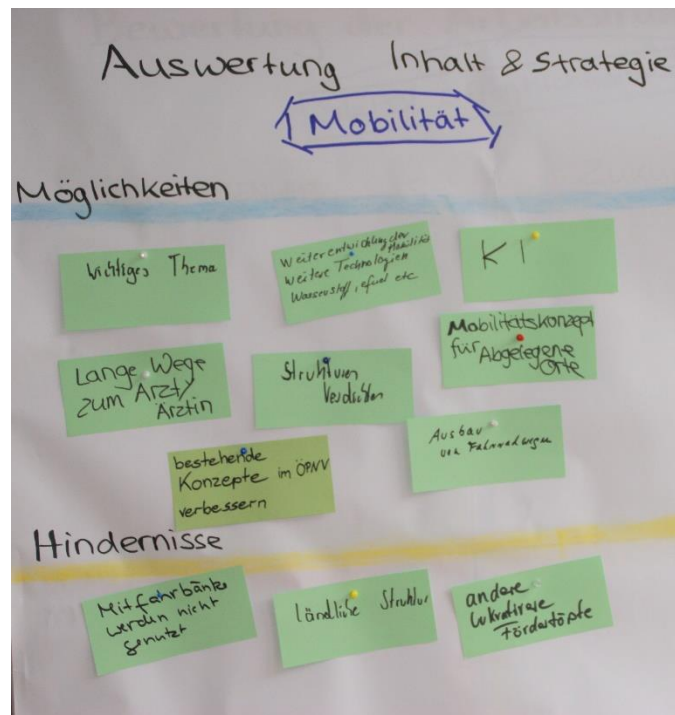 Auswertung Inhalt & Strategie
Mobilität
Möglichkeiten
Wichtiges Thema
Weiterentwicklung der Mobilität
weitere Technologien
Wasserstoff, efuel etc
KI
Lange Wege
zum Arzt/
Ärztin
Strukturen
Mobilitätskonzept
für Abgelegene
Orte
bestehende
Konzepte im ÖPNV
verbessern
Ausbau
von Fahrradwegen
Hindernisse
Mitfahrbänke
werden nicht
genutzt
ländliche Struktur
andere
lukrativere
Fördertöpfe